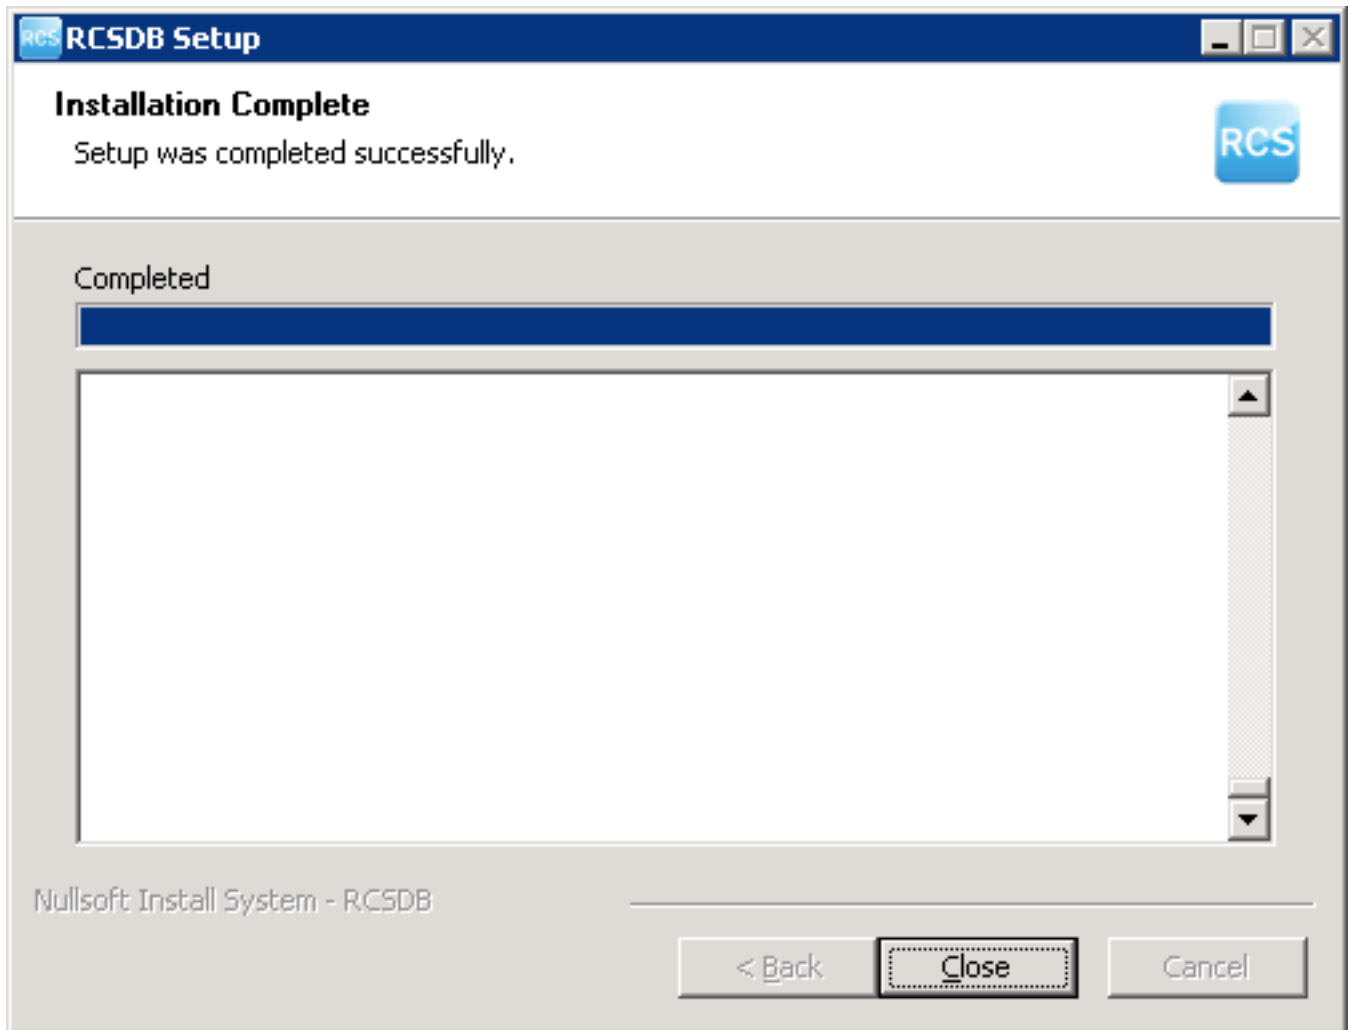 RCS RCSDB Setup
Installation Complete
Setup was completed successfully.
RCS
Completed
Nullsoft Install System - RCSDB
< Back Close Cancel